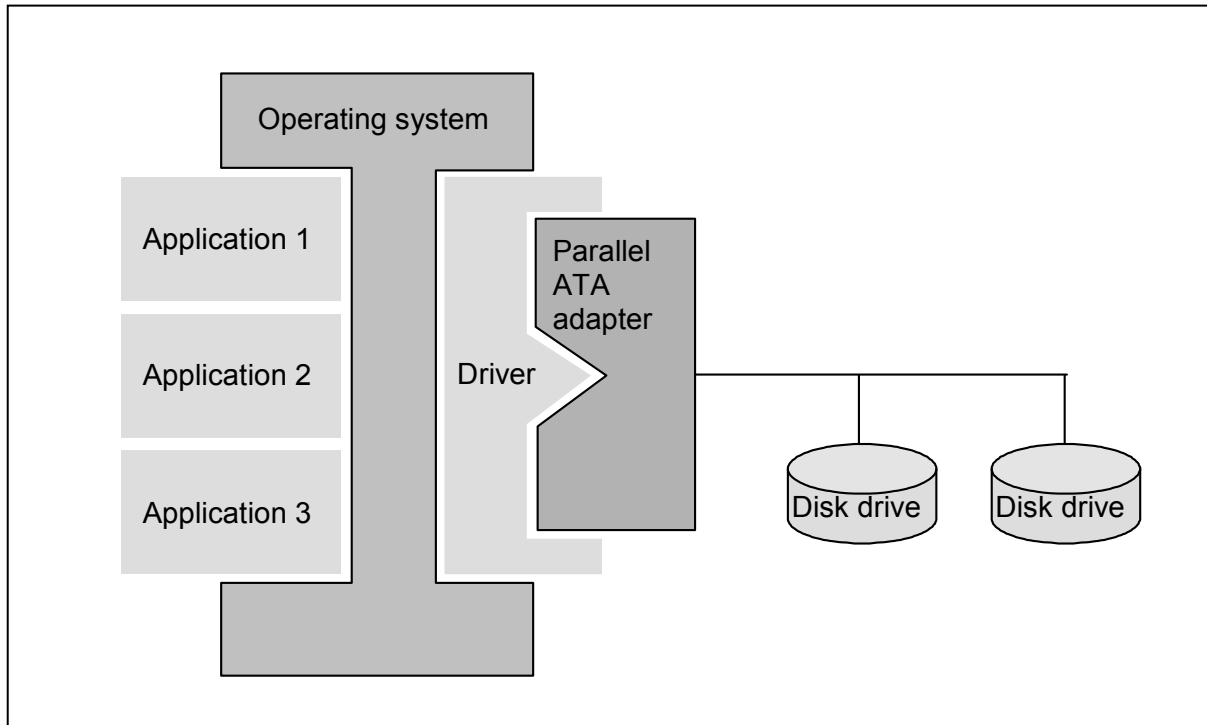 Operating system
Application 1
Application 2
Application 3
Driver
Parallel
ATA
adapter
Disk drive
Disk drive